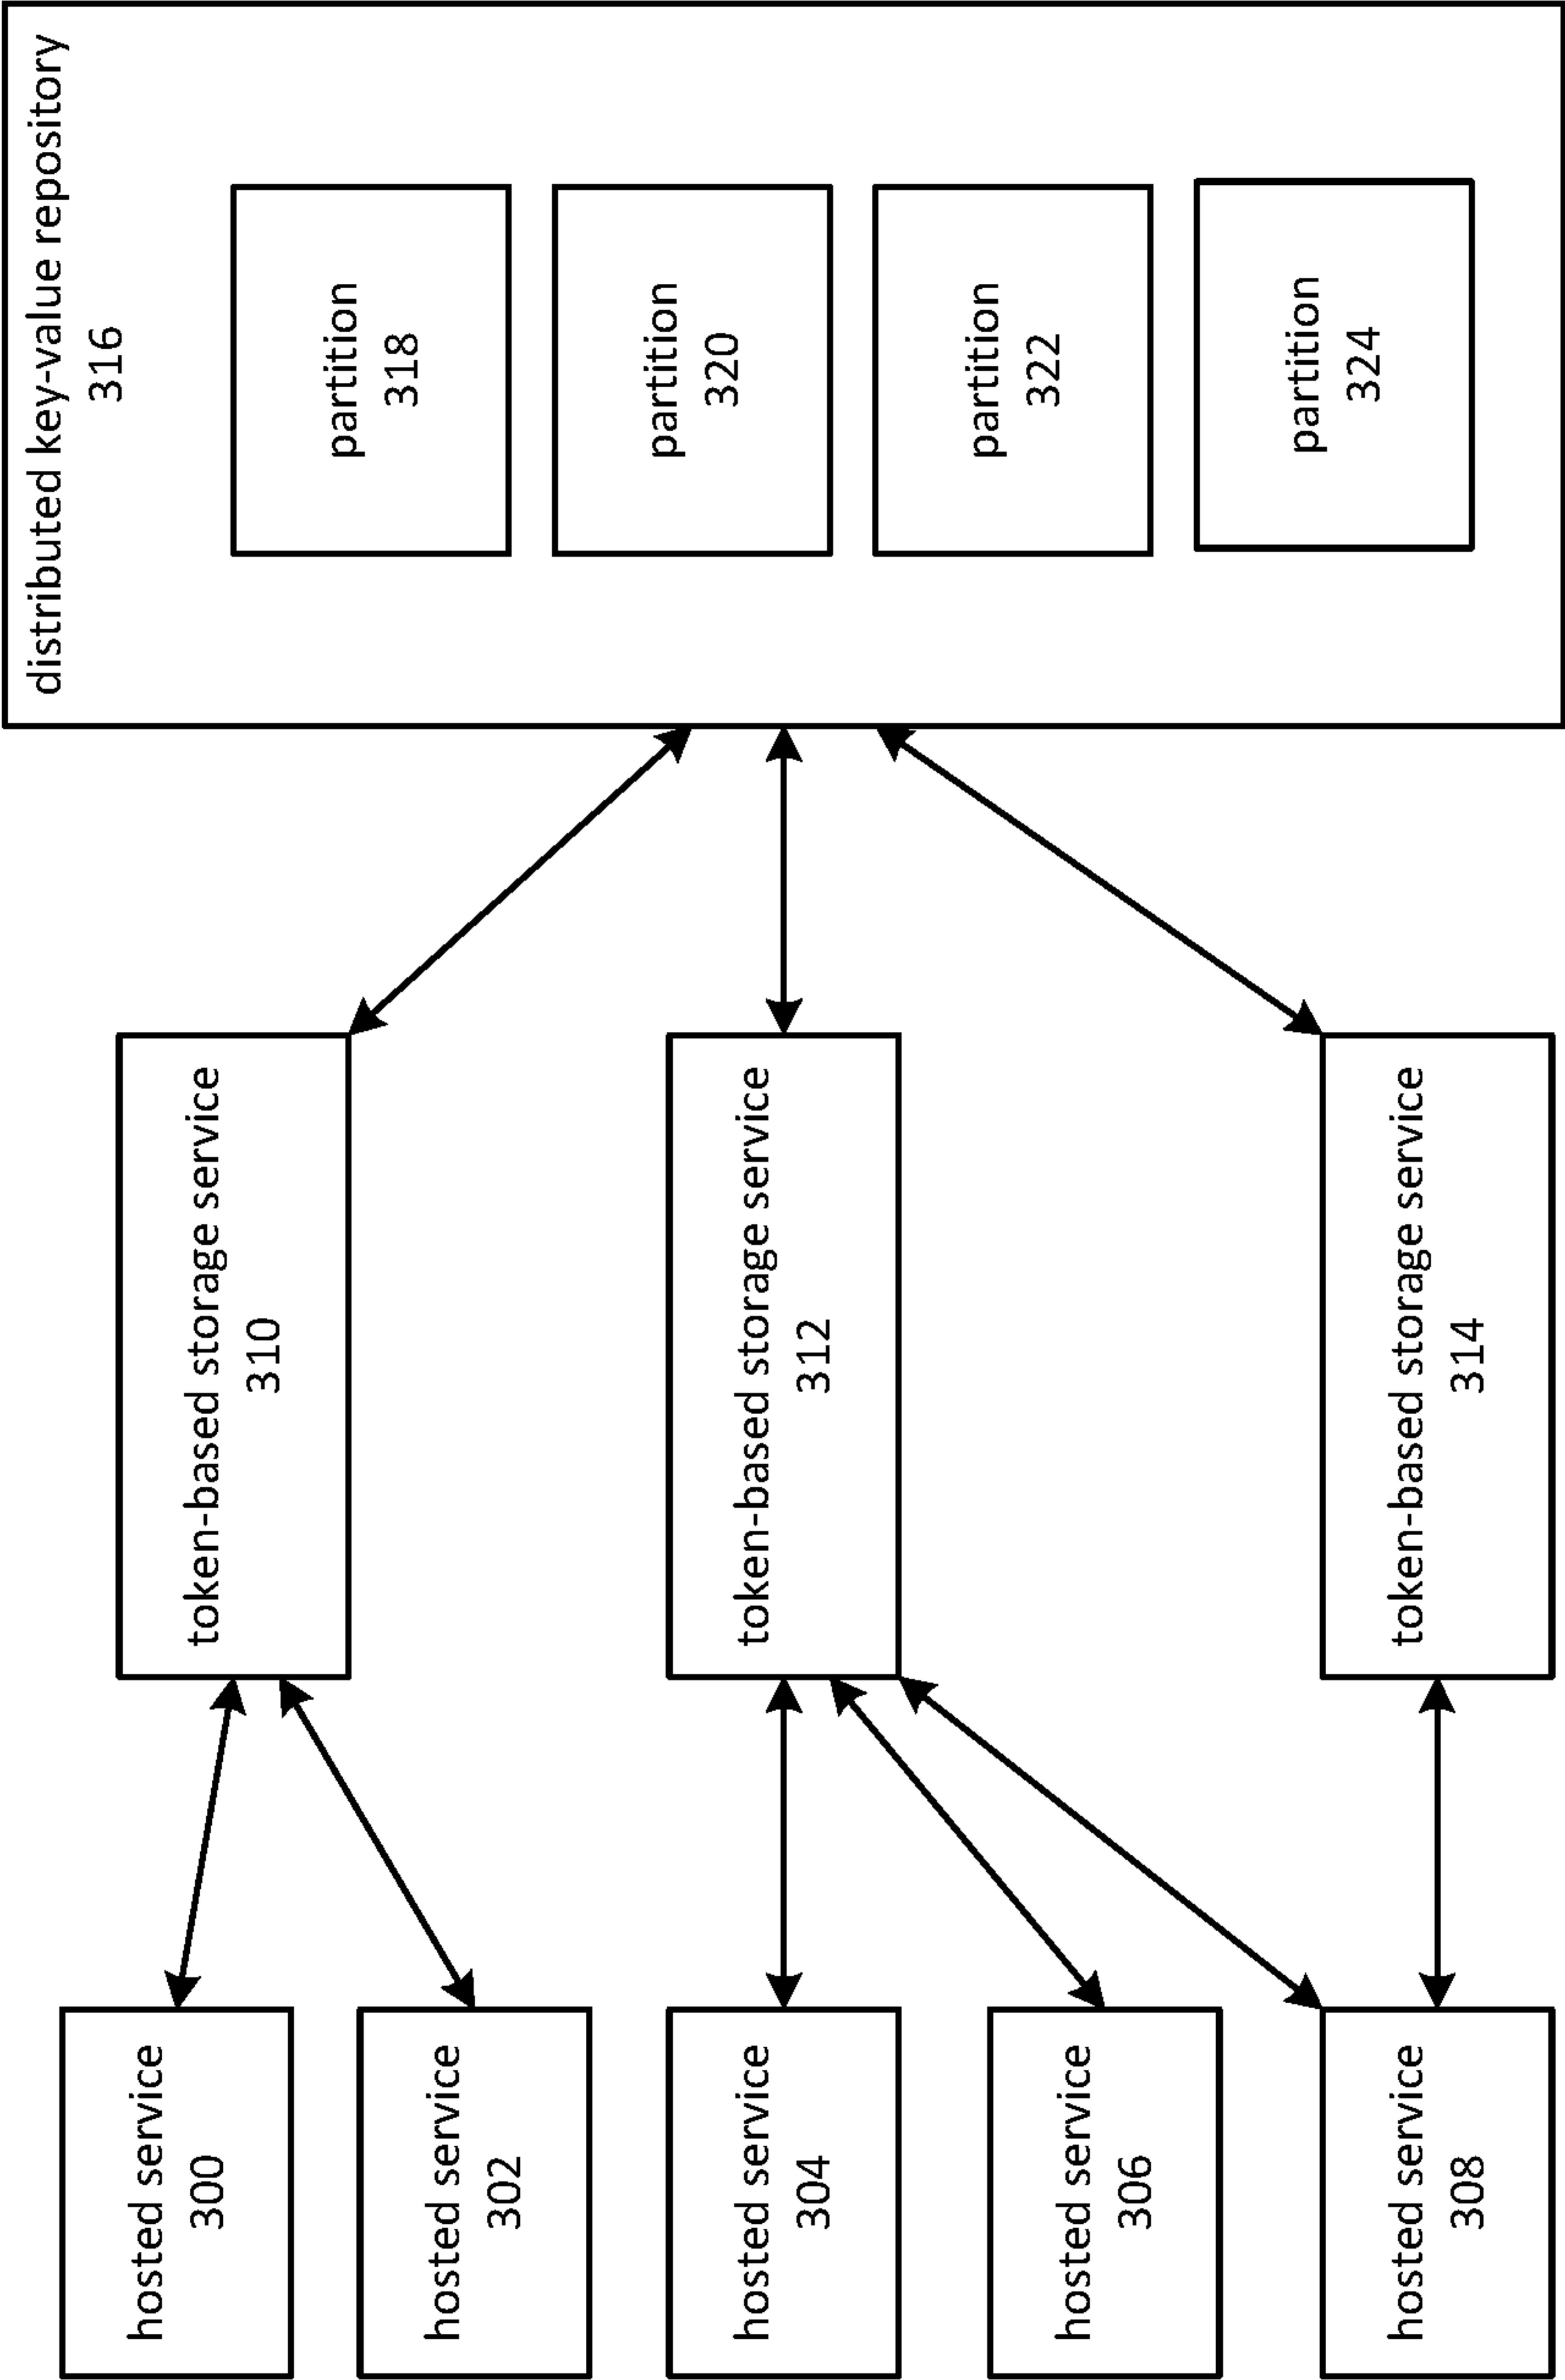 distributed key-value repository
316
partition
318
partition
320
partition
322
partition
324
token-based storage service
310
token-based storage service
312
token-based storage service
314
hosted service
300
hosted service
302
hosted service
304
hosted service
306
hosted service
308